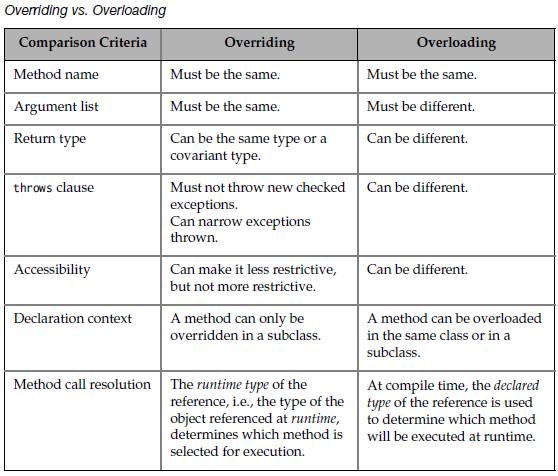 Overriding vs. Overloading
Comparison Criteria Overriding Overloading
Method name Must be the same. Must be the same.
Argument list Must be the same. Must be different.
Return type Can be the same type or a Can be different.
covariant type.
throws clause Must not throw new checked Can be different.
exceptions.
Can narrow exceptions
thrown.
Accessibility Can make it less restrictive, Can be different.
but not more restrictive.
Declaration context A method can only be A method can be overloaded
overridden in a subclass. in the same class or in a
subclass.
Method call resolution The runtime type of the At compile time, the declared
reference, i.e., the type of the type of the reference is used
object referenced at runtime, to determine which method
determines which method is will be executed at runtime.
selected for execution.